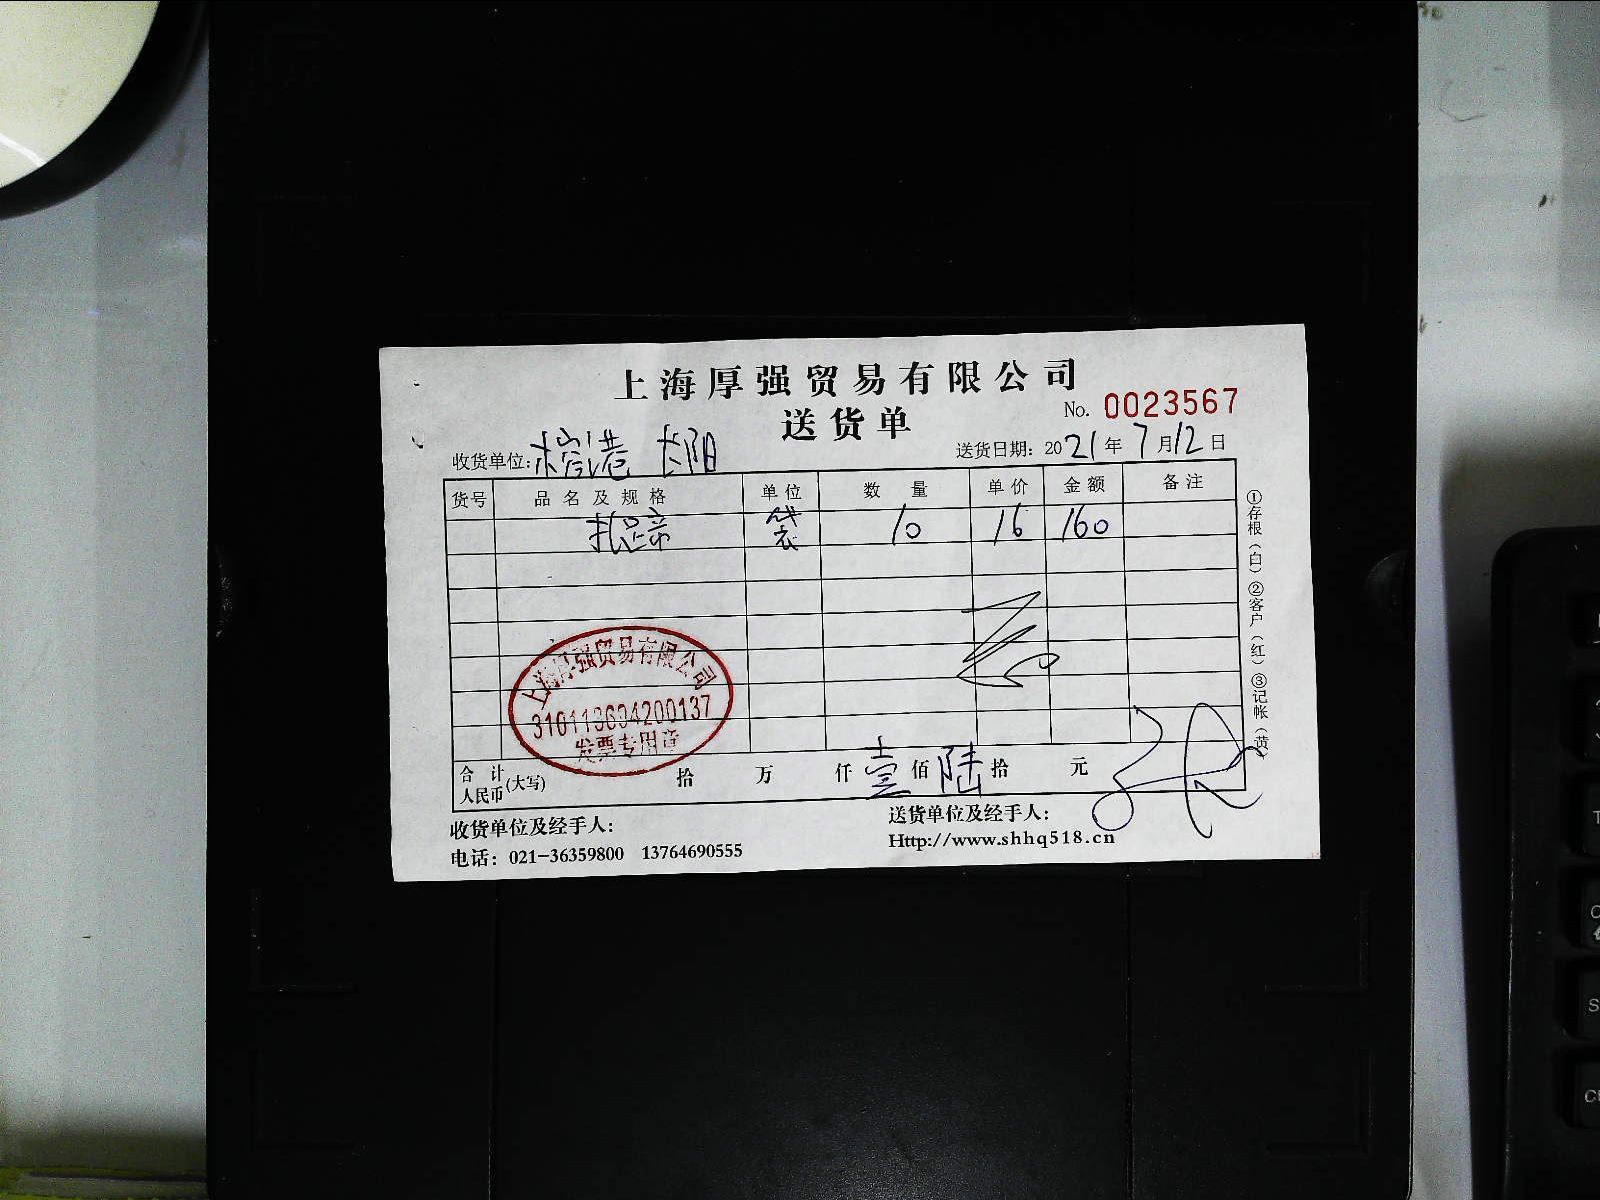 上海厚强贸易有限公司
送货单
No. 0023567
收货单位: 榕港 长阳
送货日期: 2021年7月12日
货号 品名及规格 单位 数量 单价 金额 备注
袋 10 16 160
上海厚强贸易有限公司
发票专用章
合计人民币(大写) 拾 万 仟 壹 佰 陆 拾 元
收货单位及经手人:
送货单位及经手人:
电话: 021-36359800 13764690555
Http://www.shhq518.cn
①存根(白) ②客户(红) ③记帐(黄)